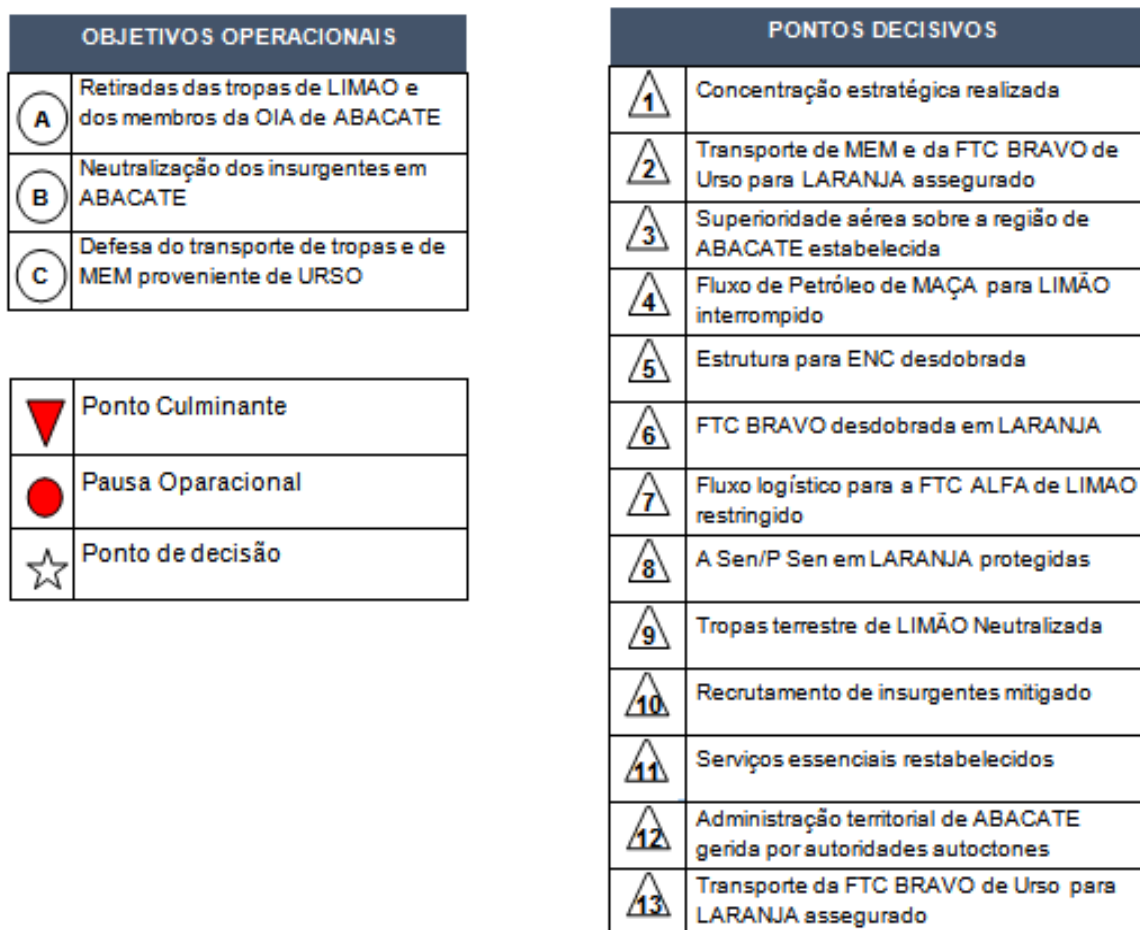 OBJETIVOS OPERACIONAIS
A
Retiradas das tropas de LIMAO e
dos membros da OIA de ABACATE
B
Neutralização dos insurgentes em
ABACATE
C
Defesa do transporte de tropas e de
MEM proveniente de URSO
Ponto Culminante
Pausa Oparacional
Ponto de decisão
PONTOS DECISIVOS
1
Concentração estratégica realizada
2
Transporte de MEM e da FTC BRAVO de
Urso para LARANJA assegurado
3
Superioridade aérea sobre a região de
ABACATE estabelecida
4
Fluxo de Petróleo de MAÇA para LIMÃO
interrompido
5
Estrutura para ENC desdobrada
6
FTC BRAVO desdobrada em LARANJA
7
Fluxo logístico para a FTC ALFA de LIMAO
restringido
8
A Sen/P Sen em LARANJA protegidas
9
Tropas terrestre de LIMÃO Neutralizada
10
Recrutamento de insurgentes mitigado
11
Serviços essenciais restabelecidos
12
Administração territorial de ABACATE
gerida por autoridades autoctones
13
Transporte da FTC BRAVO de Urso para
LARANJA assegurado